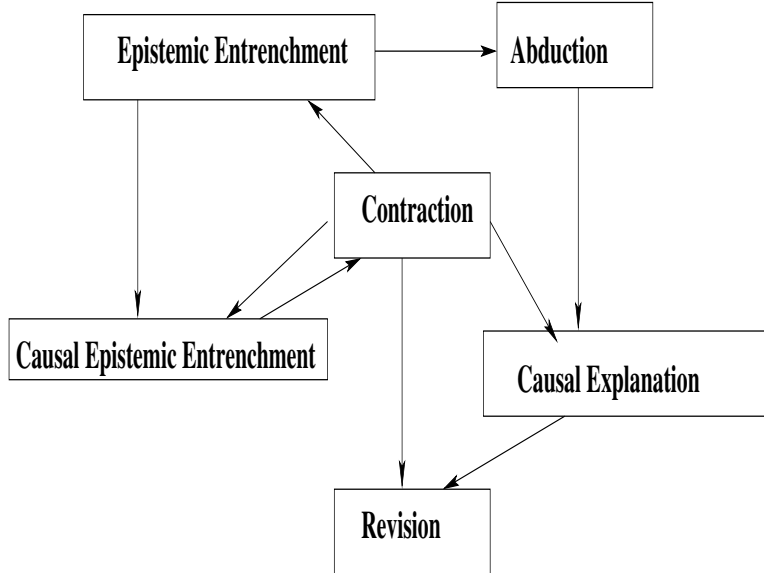 Epistemic Entrenchment
Abduction
Contraction
Causal Epistemic Entrenchment
Causal Explanation
Revision